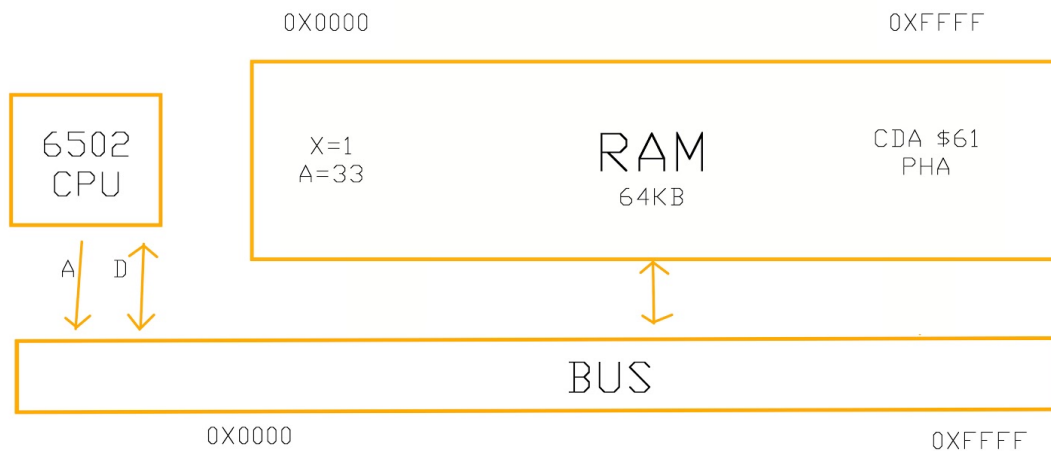 0X0000
0XFFFF
6502
CPU
X=1
A=33
RAM
64KB
CDA $61
PHA
A
D
BUS
0X0000
0XFFFF